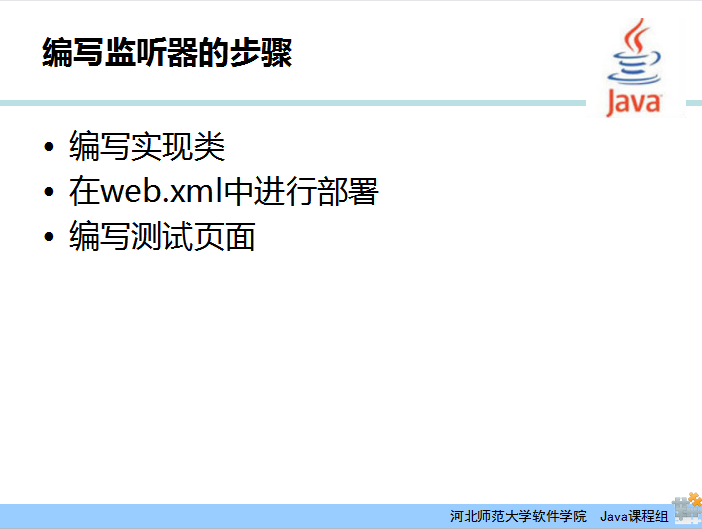 编写监听器的步骤
Java
• 编写实现类
• 在web.xml中进行部署
• 编写测试页面
河北师范大学软件学院 Java课程组